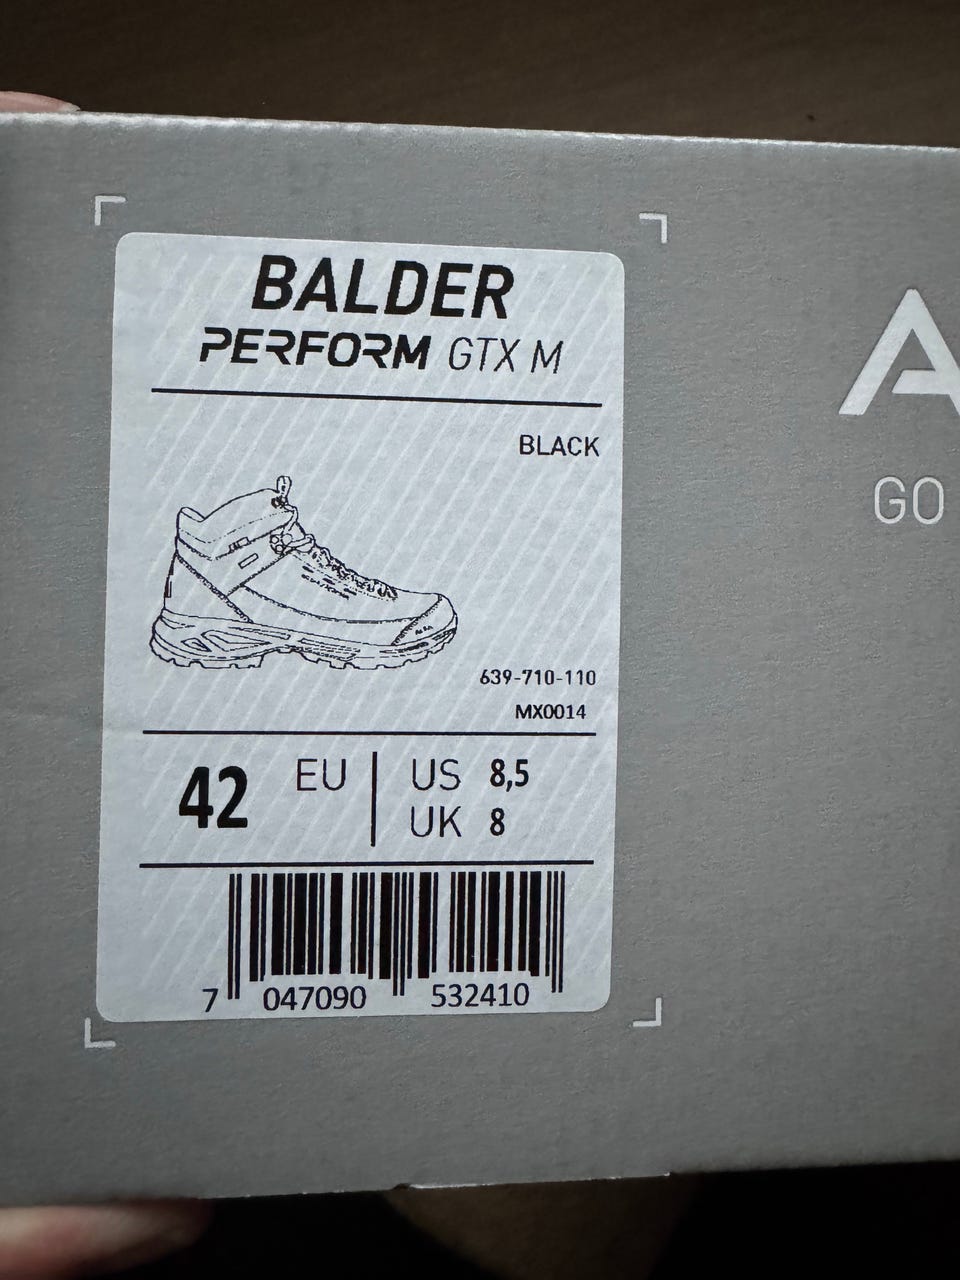 BALDER
PERFORM GTX M
BLACK
639-710-110
MX0014
42 EU
US 8,5
UK 8
7 047090 532410
A
GO